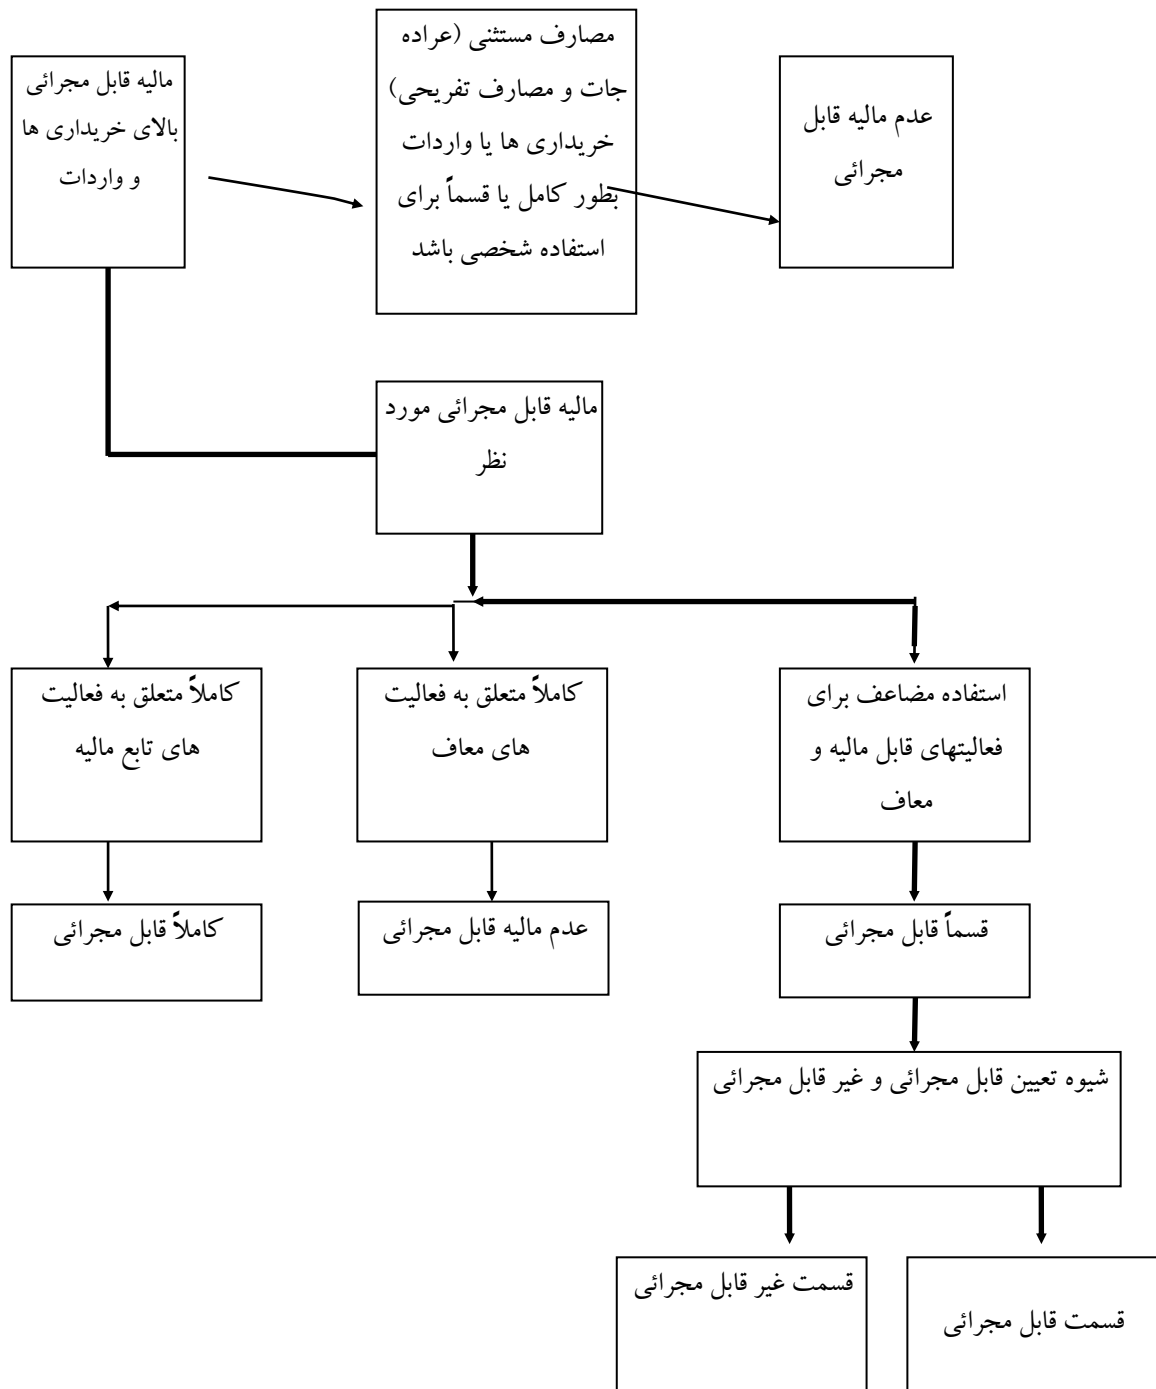 مالیه قابل مجرائی
بالای خریداری ها
و واردات
مصارف مستثنی (عراده
جات و مصارف تفریحی)
خریداری ها یا واردات
بطور کامل یا قسماً برای
استفاده شخصی باشد
عدم مالیه قابل
مجرائی
مالیه قابل مجرائی مورد
نظر
کاملاً متعلق به فعالیت
های تابع مالیه
کاملاً متعلق به فعالیت
های معاف
استفاده مضاعف برای
فعالیتهای قابل مالیه و
معاف
کاملاً قابل مجرائی
عدم مالیه قابل مجرائی
قسماً قابل مجرائی
شیوه تعیین قابل مجرائی و غیر قابل مجرائی
قسمت غیر قابل مجرائی
قسمت قابل مجرائی